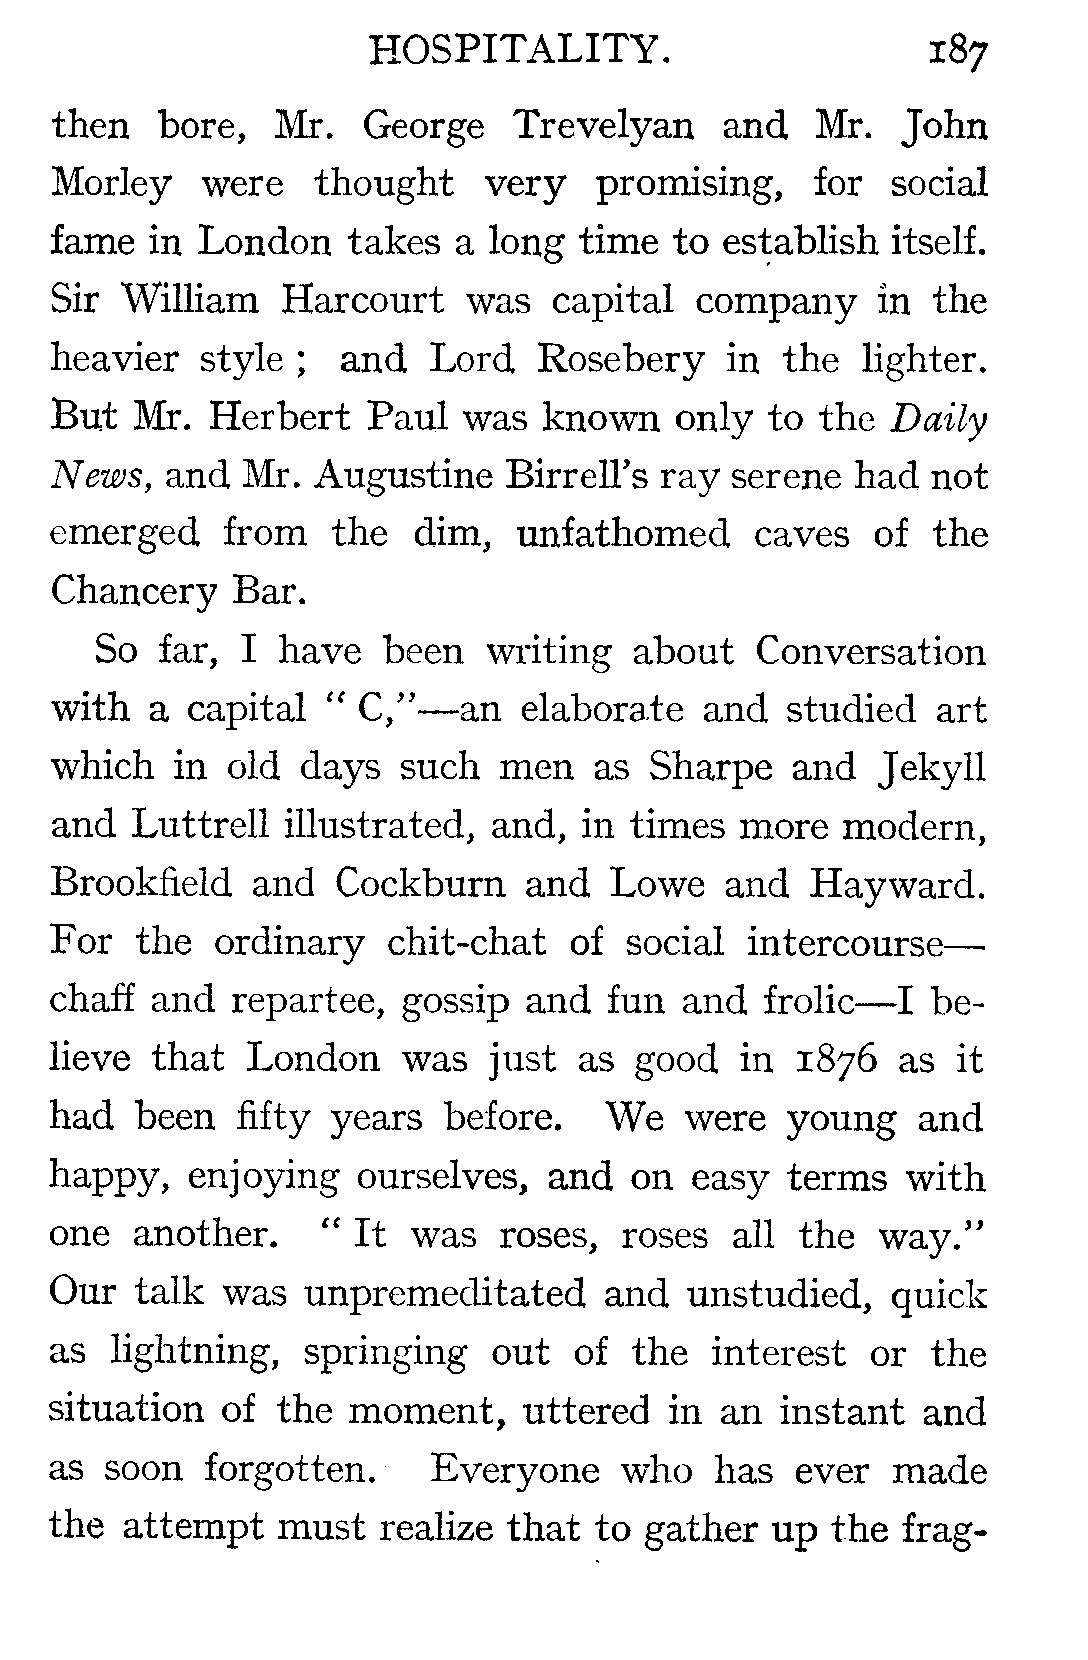 HOSPITALITY. 187
then bore, Mr. George Trevelyan and Mr. John
Morley were thought very promising, for social
fame in London takes a long time to establish itself.
Sir William Harcourt was capital company in the
heavier style ; and Lord Rosebery in the lighter.
But Mr. Herbert Paul was known only to the Daily
News, and Mr. Augustine Birrell's ray serene had not
emerged from the dim, unfathomed caves of the
Chancery Bar.
So far, I have been writing about Conversation
with a capital “ C,”—an elaborate and studied art
which in old days such men as Sharpe and Jekyll
and Luttrell illustrated, and, in times more modern,
Brookfield and Cockburn and Lowe and Hayward.
For the ordinary chit-chat of social intercourse—
chaff and repartee, gossip and fun and frolic—I be-
lieve that London was just as good in 1876 as it
had been fifty years before. We were young and
happy, enjoying ourselves, and on easy terms with
one another. “ It was roses, roses all the way.”
Our talk was unpremeditated and unstudied, quick
as lightning, springing out of the interest or the
situation of the moment, uttered in an instant and
as soon forgotten. Everyone who has ever made
the attempt must realize that to gather up the frag-